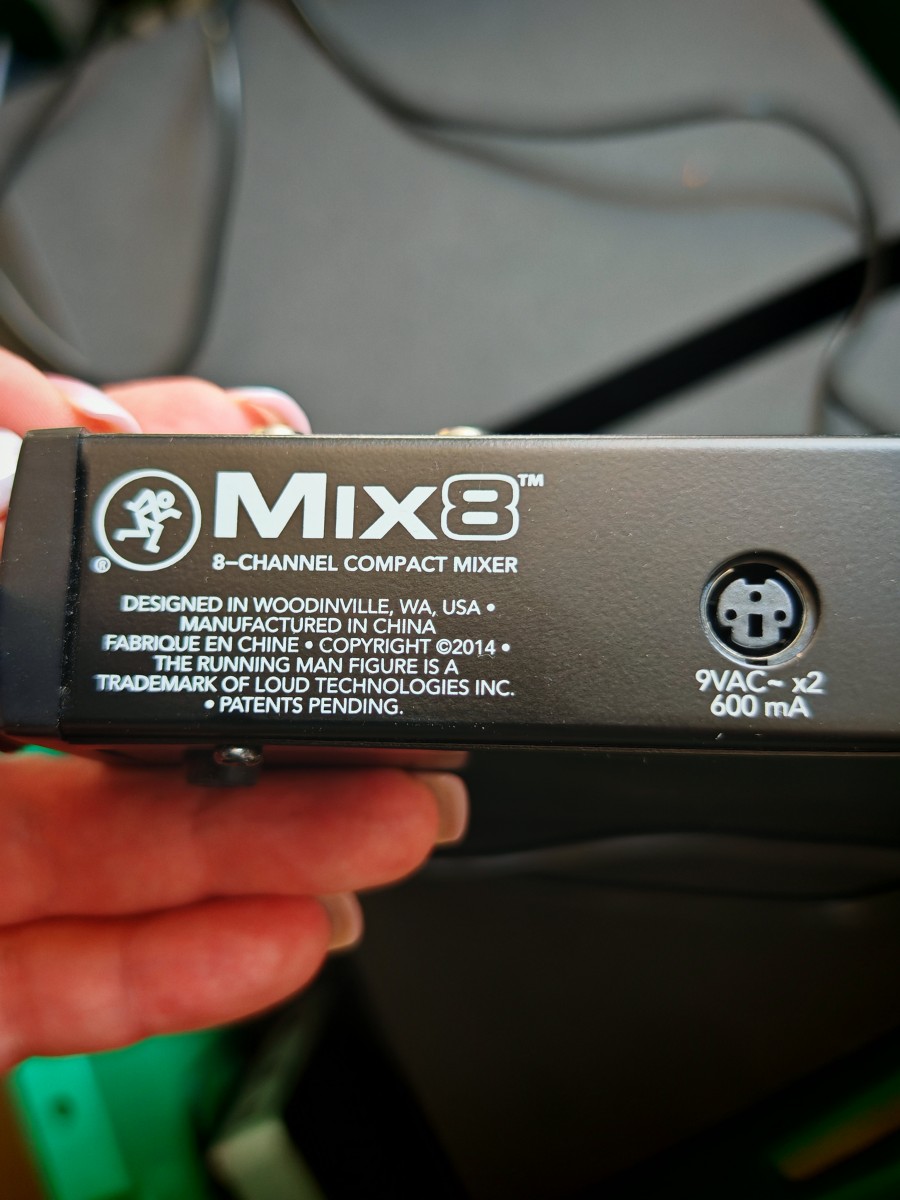 Mix8™
®
8–CHANNEL COMPACT MIXER
DESIGNED IN WOODINVILLE, WA, USA •
MANUFACTURED IN CHINA
FABRIQUE EN CHINE • COPYRIGHT ©2014 •
THE RUNNING MAN FIGURE IS A
TRADEMARK OF LOUD TECHNOLOGIES INC.
• PATENTS PENDING.
9VAC~ x2
600 mA